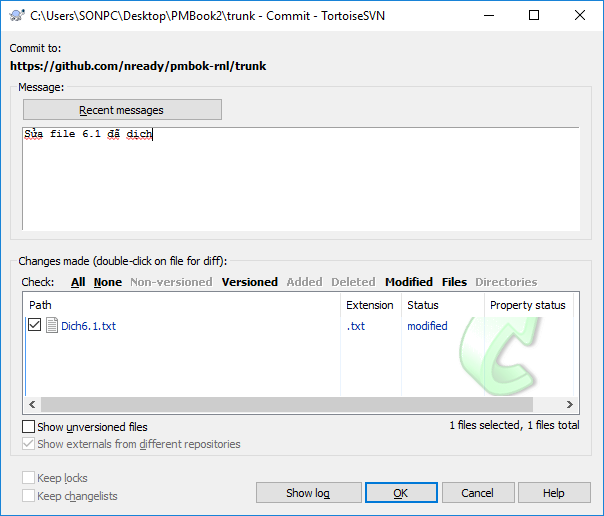 C:\Users\SONPC\Desktop\PMBook2\trunk - Commit - TortoiseSVN
Commit to:
https://github.com/nready/pmbok-rnl/trunk
Message:
Recent messages
Sửa file 6.1 đã dịch
Changes made (double-click on file for diff):
Check: All None Non-versioned Versioned Added Deleted Modified Files Directories
Path Extension Status Property status
Dich6.1.txt .txt modified
Show unversioned files
1 files selected, 1 files total
Show externals from different repositories
Keep locks
Keep changelists
Show log OK Cancel Help